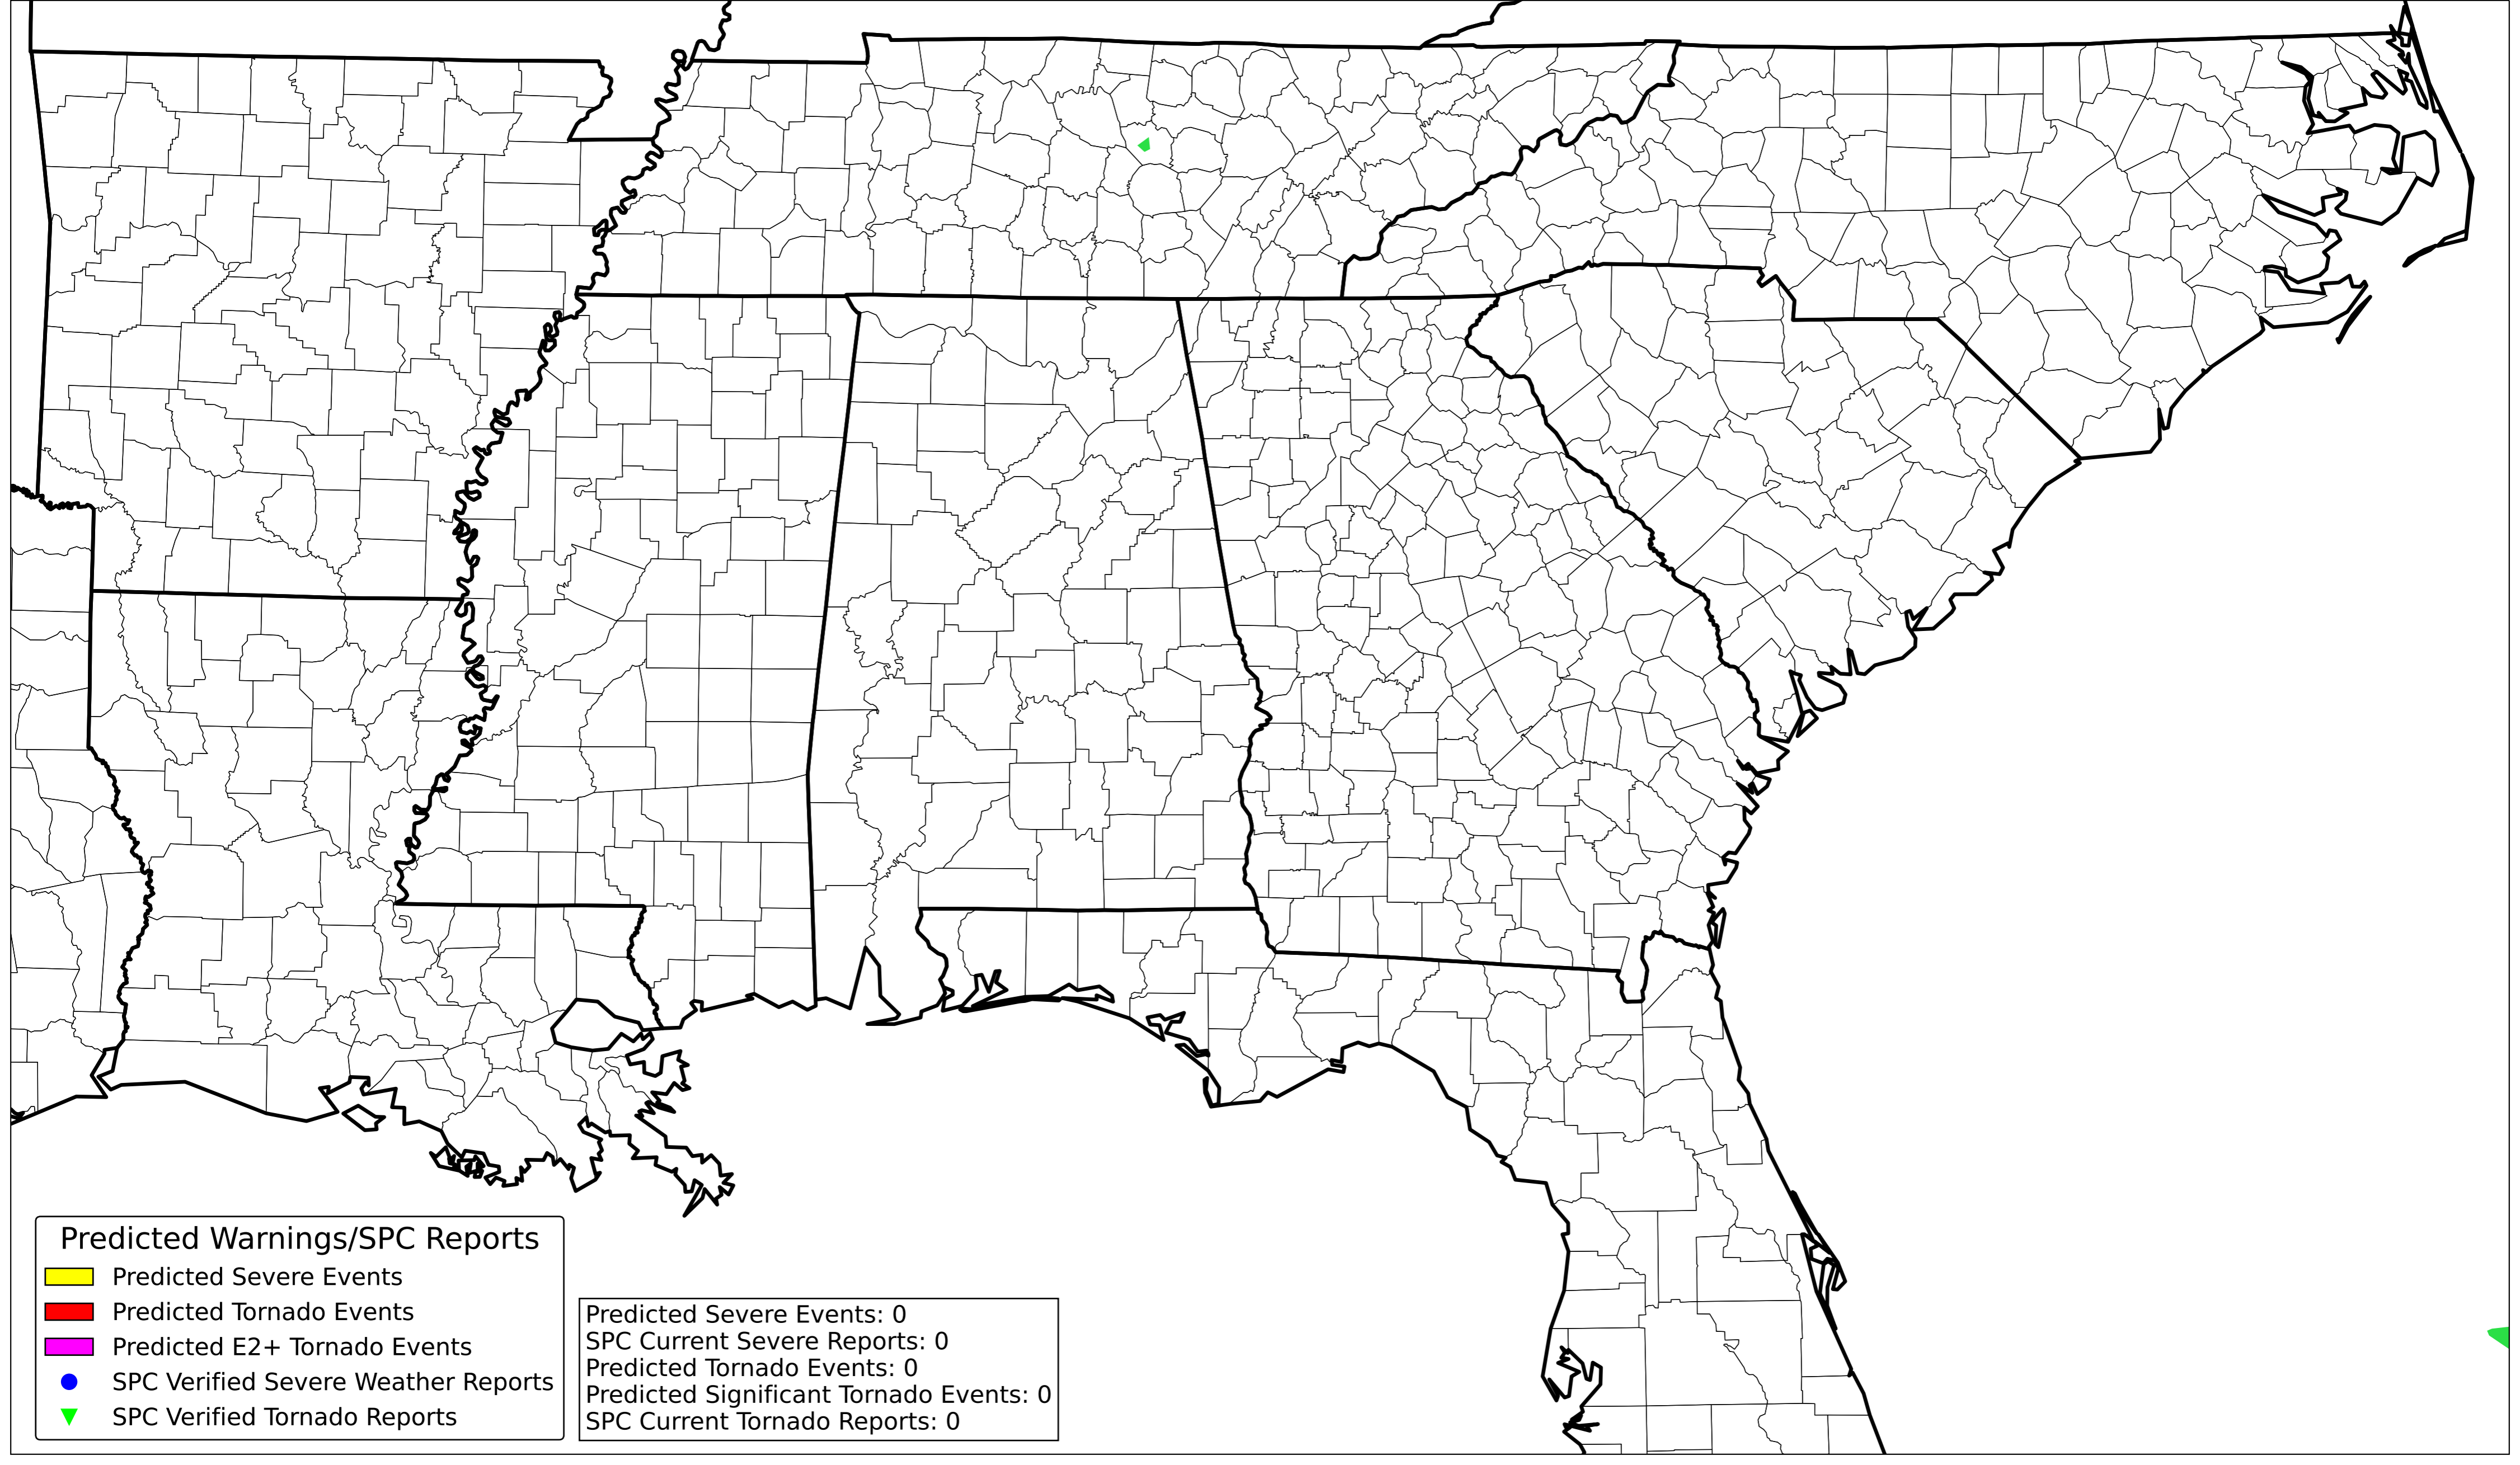 Predicted Warnings/SPC Reports
Predicted Severe Events
Predicted Tornado Events
Predicted E2+ Tornado Events
SPC Verified Severe Weather Reports
SPC Verified Tornado Reports
Predicted Severe Events: 0
SPC Current Severe Reports: 0
Predicted Tornado Events: 0
Predicted Significant Tornado Events: 0
SPC Current Tornado Reports: 0